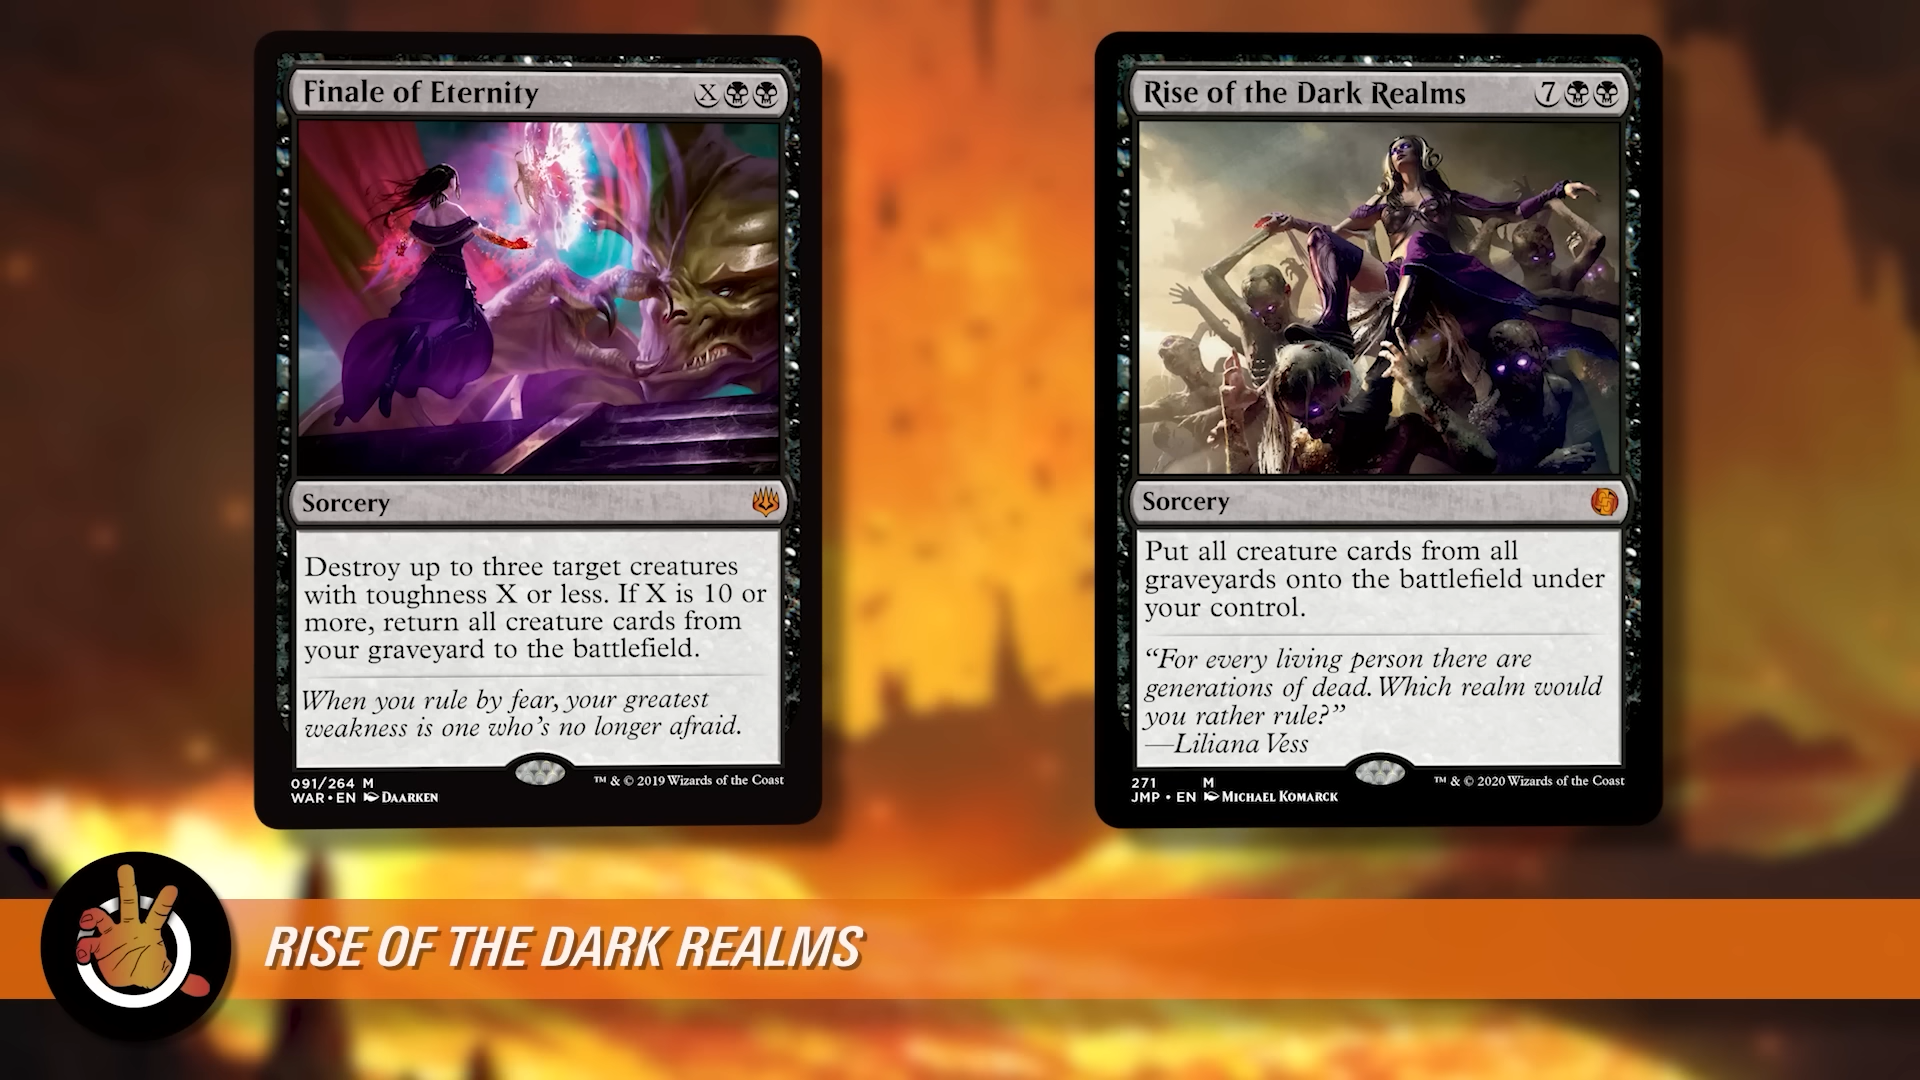 Finale of Eternity X
Sorcery
Destroy up to three target creatures
with toughness X or less. If X is 10 or
more, return all creature cards from
your graveyard to the battlefield.
When you rule by fear, your greatest
weakness is one who's no longer afraid.
091/264 M
WAR • EN DAARKEN
™ & © 2019 Wizards of the Coast
Rise of the Dark Realms 7
Sorcery
Put all creature cards from all
graveyards onto the battlefield under
your control.
“For every living person there are
generations of dead. Which realm would
you rather rule?”
—Liliana Vess
271 M
JMP • EN MICHAEL KOMARCK
™ & © 2020 Wizards of the Coast
RISE OF THE DARK REALMS